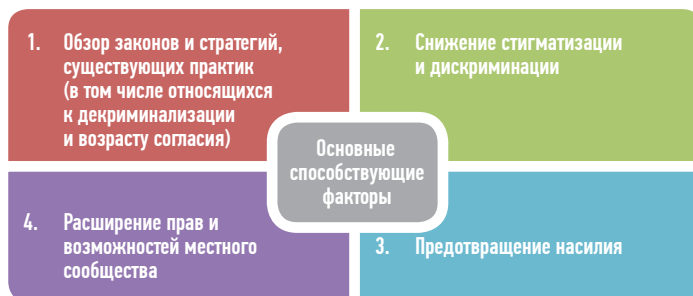 1. Обзор законов и стратегий,
существующих практик
(в том числе относящихся
к декриминализации
и возрасту согласия)
2. Снижение стигматизации
и дискриминации
Основные
способствующие
факторы
4. Расширение прав и
возможностей местного
сообщества
3. Предотвращение насилия